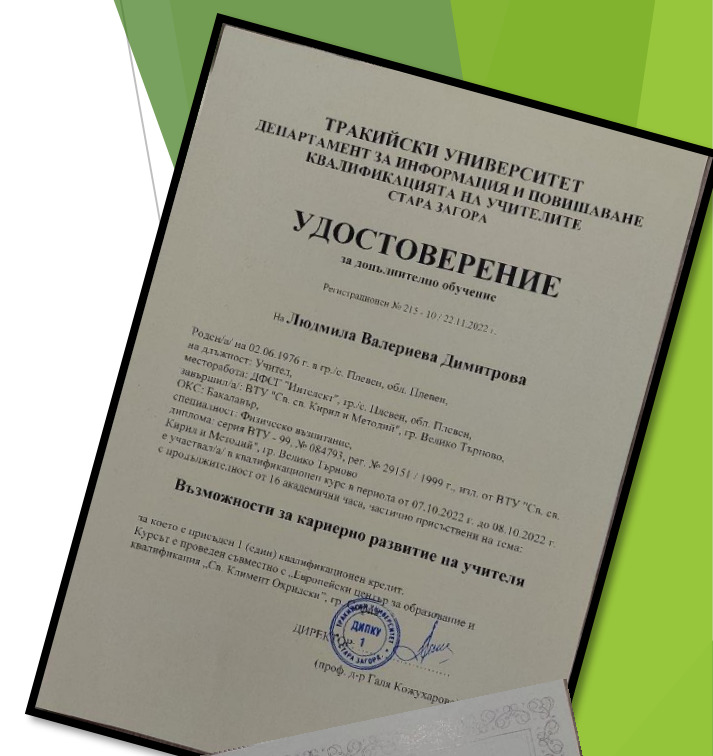 ТРАКИЙСКИ УНИВЕРСИТЕТ
ДЕПАРТАМЕНТ ЗА ИНФОРМАЦИЯ И ПОВИШАВАНЕ
КВАЛИФИКАЦИЯТА НА УЧИТЕЛИТЕ
СТАРА ЗАГОРА
УДОСТОВЕРЕНИЕ
за допълнително обучение
Регистрационен № 215 - 10 / 22.11.2022 г.
На Людмила Валериева Димитрова
Роден/а/ на 02.06.1976 г. в гр./с. Плевен, обл. Плевен,
на длъжност: Учител,
месторабота: ДФСГ "Интелект", гр./с. Плевен, обл. Плевен,
завършил/а/: ВТУ "Св. св. Кирил и Методий", гр. Велико Търново,
ОКС: Бакалавър,
специалност: Физическо възпитание,
диплома: серия ВТУ - 99, № 084793, рег. № 29151 / 1999 г., изд. от ВТУ "Св. св.
Кирил и Методий", гр. Велико Търново
е участвал/а/ в квалификационен курс в периода от 07.10.2022 г. до 08.10.2022 г.
с продължителност от 16 академични часа, частично присъствени на тема:
Възможности за кариерно развитие на учителя
за което е присъден 1 (един) квалификационен кредит.
Курсът е проведен съвместно с „Европейски център за образование и
квалификация „Св. Климент Охридски", гр.
ТРАКИЙСКИ УНИВЕРСИТЕТ
ДИПКУ
1
СТАРА ЗАГОРА
(проф. д-р Галя Кожухарова